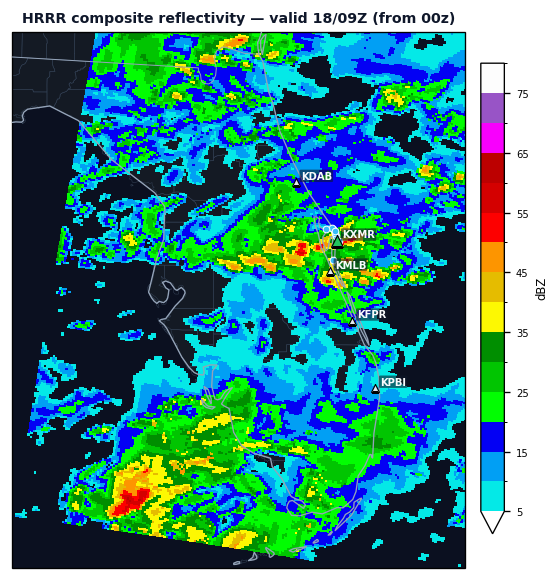 HRRR composite reflectivity — valid 18/09Z (from 00z)
KDAB
KXMR
KMLB
KFPR
KPBI
75
65
55
45
35
25
15
5
dBZ